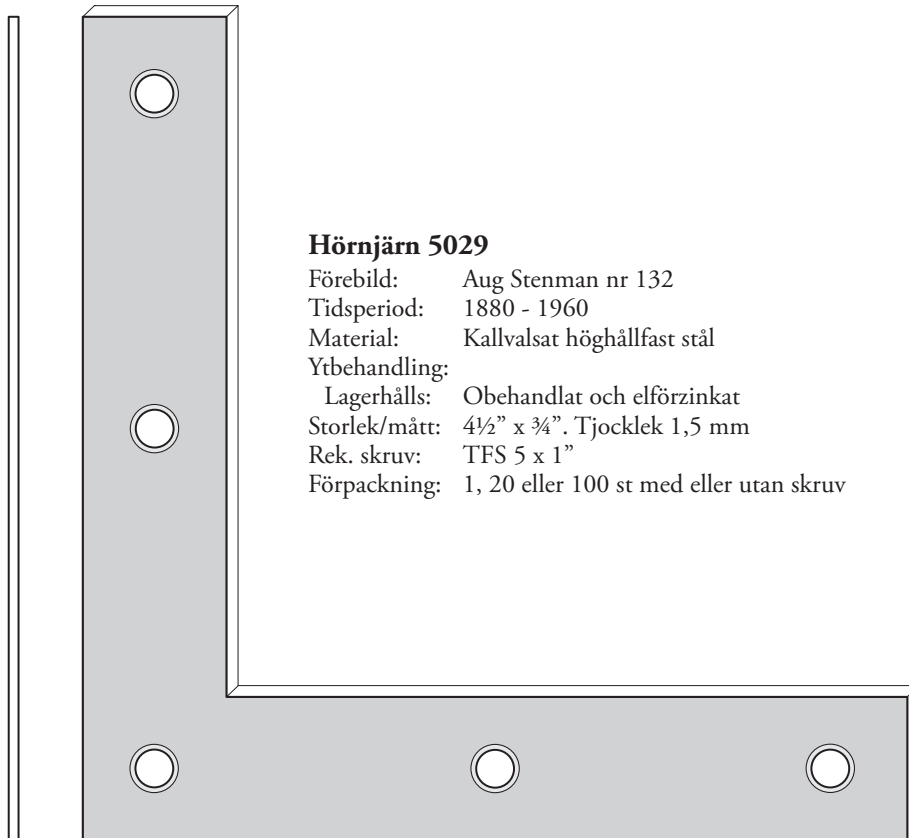 Hörnjärn 5029
Förebild: Aug Stenman nr 132
Tidsperiod: 1880 - 1960
Material: Kallvalsat höghållfast stål
Ytbehandling:
Lagerhålls: Obehandlat och elförzinkat
Storlek/mått: 4½” x ¾”. Tjocklek 1,5 mm
Rek. skruv: TFS 5 x 1”
Förpackning: 1, 20 eller 100 st med eller utan skruv